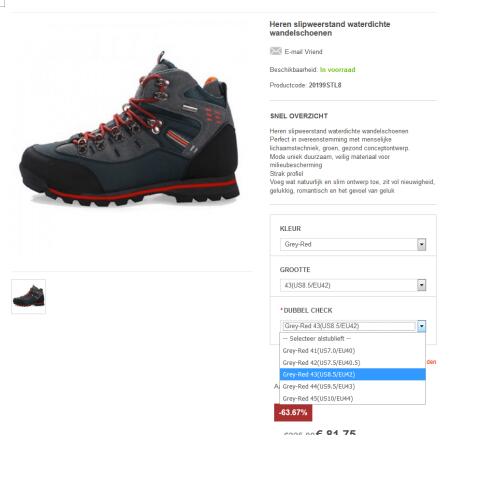 Heren slipweerstand waterdichte
wandelschoenen
E-mail Vriend
Beschikbaarheid: In voorraad
Productcode: 20199STL8
SNEL OVERZICHT
Heren slipweerstand waterdichte wandelschoenen
Perfect in overeenstemming met menselijke
lichaamstechniek, groen, gezond conceptontwerp.
Mode uniek duurzaam, veilig materiaal voor
milieubescherming
Strak profiel
Voeg wat natuurlijk en slim ontwerp toe, zit vol nieuwigheid,
gelukkig, romantisch en het gevoel van geluk
KLEUR
Grey-Red
GROOTTE
43(US8.5/EU42)
*DUBBEL CHECK
Grey-Red 43(US8.5/EU42)
-- Selecteer alstublieft --
Grey-Red 41(US7.0/EU40)
Grey-Red 42(US7.5/EU40.5)
Grey-Red 43(US8.5/EU42)
Grey-Red 44(US9.5/EU43)
Grey-Red 45(US10/EU44)
-63.67%
€ 81,75